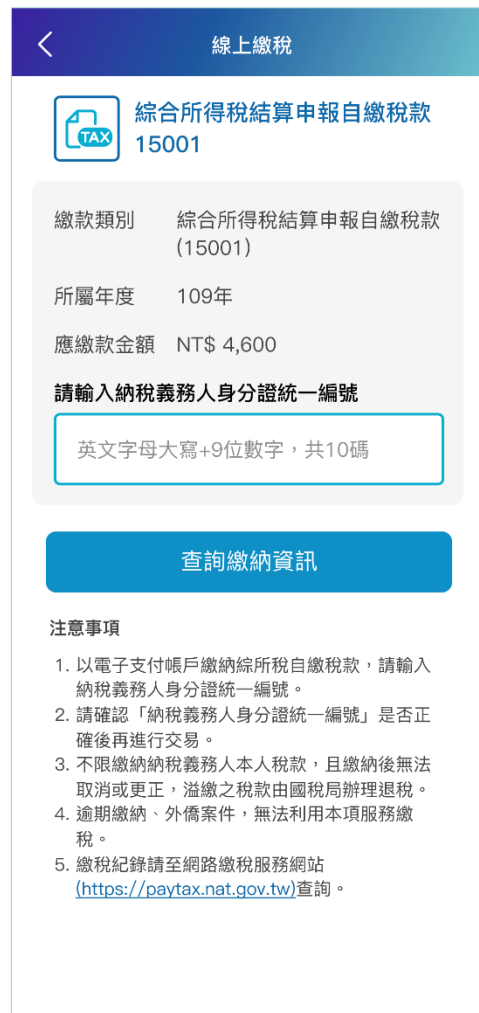 線上繳稅
TAX
綜合所得稅結算申報自繳稅款
15001
繳款類別 綜合所得稅結算申報自繳稅款
(15001)
所屬年度 109年
應繳款金額 NT$ 4,600
請輸入納稅義務人身分證統一編號
英文字母大寫+9位數字，共10碼
查詢繳納資訊
注意事項
1. 以電子支付帳戶繳納綜所稅自繳稅款，請輸入
納稅義務人身分證統一編號。
2. 請確認「納稅義務人身分證統一編號」是否正
確後再進行交易。
3. 不限繳納納稅義務人本人稅款，且繳納後無法
取消或更正，溢繳之稅款由國稅局辦理退稅。
4. 逾期繳納、外僑案件，無法利用本項服務繳
稅。
5. 繳稅紀錄請至網路繳稅服務網站
(https://paytax.nat.gov.tw)查詢。